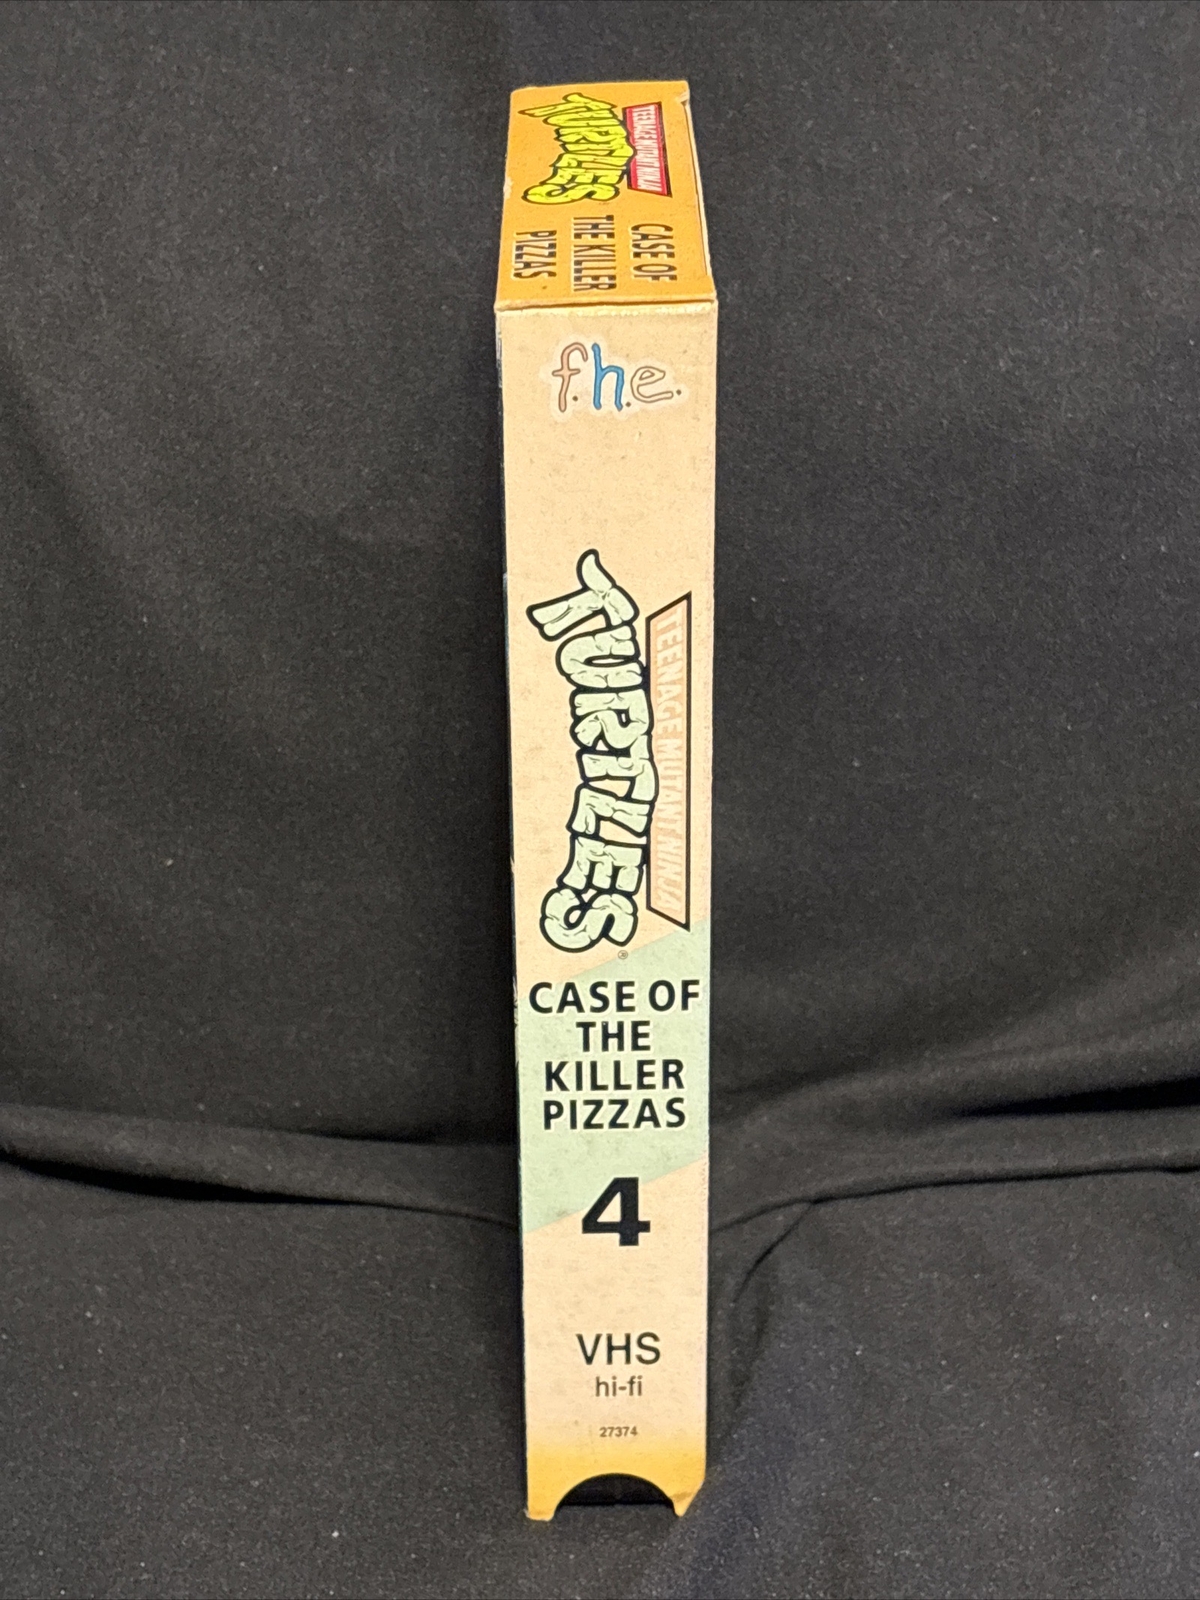 TEENAGE MUTANT NINJA
TURTLES
CASE OF
THE KILLER
PIZZAS
f.h.e.
TEENAGE MUTANT NINJA
TURTLES®
CASE OF
THE
KILLER
PIZZAS
4
VHS
hi-fi
27374